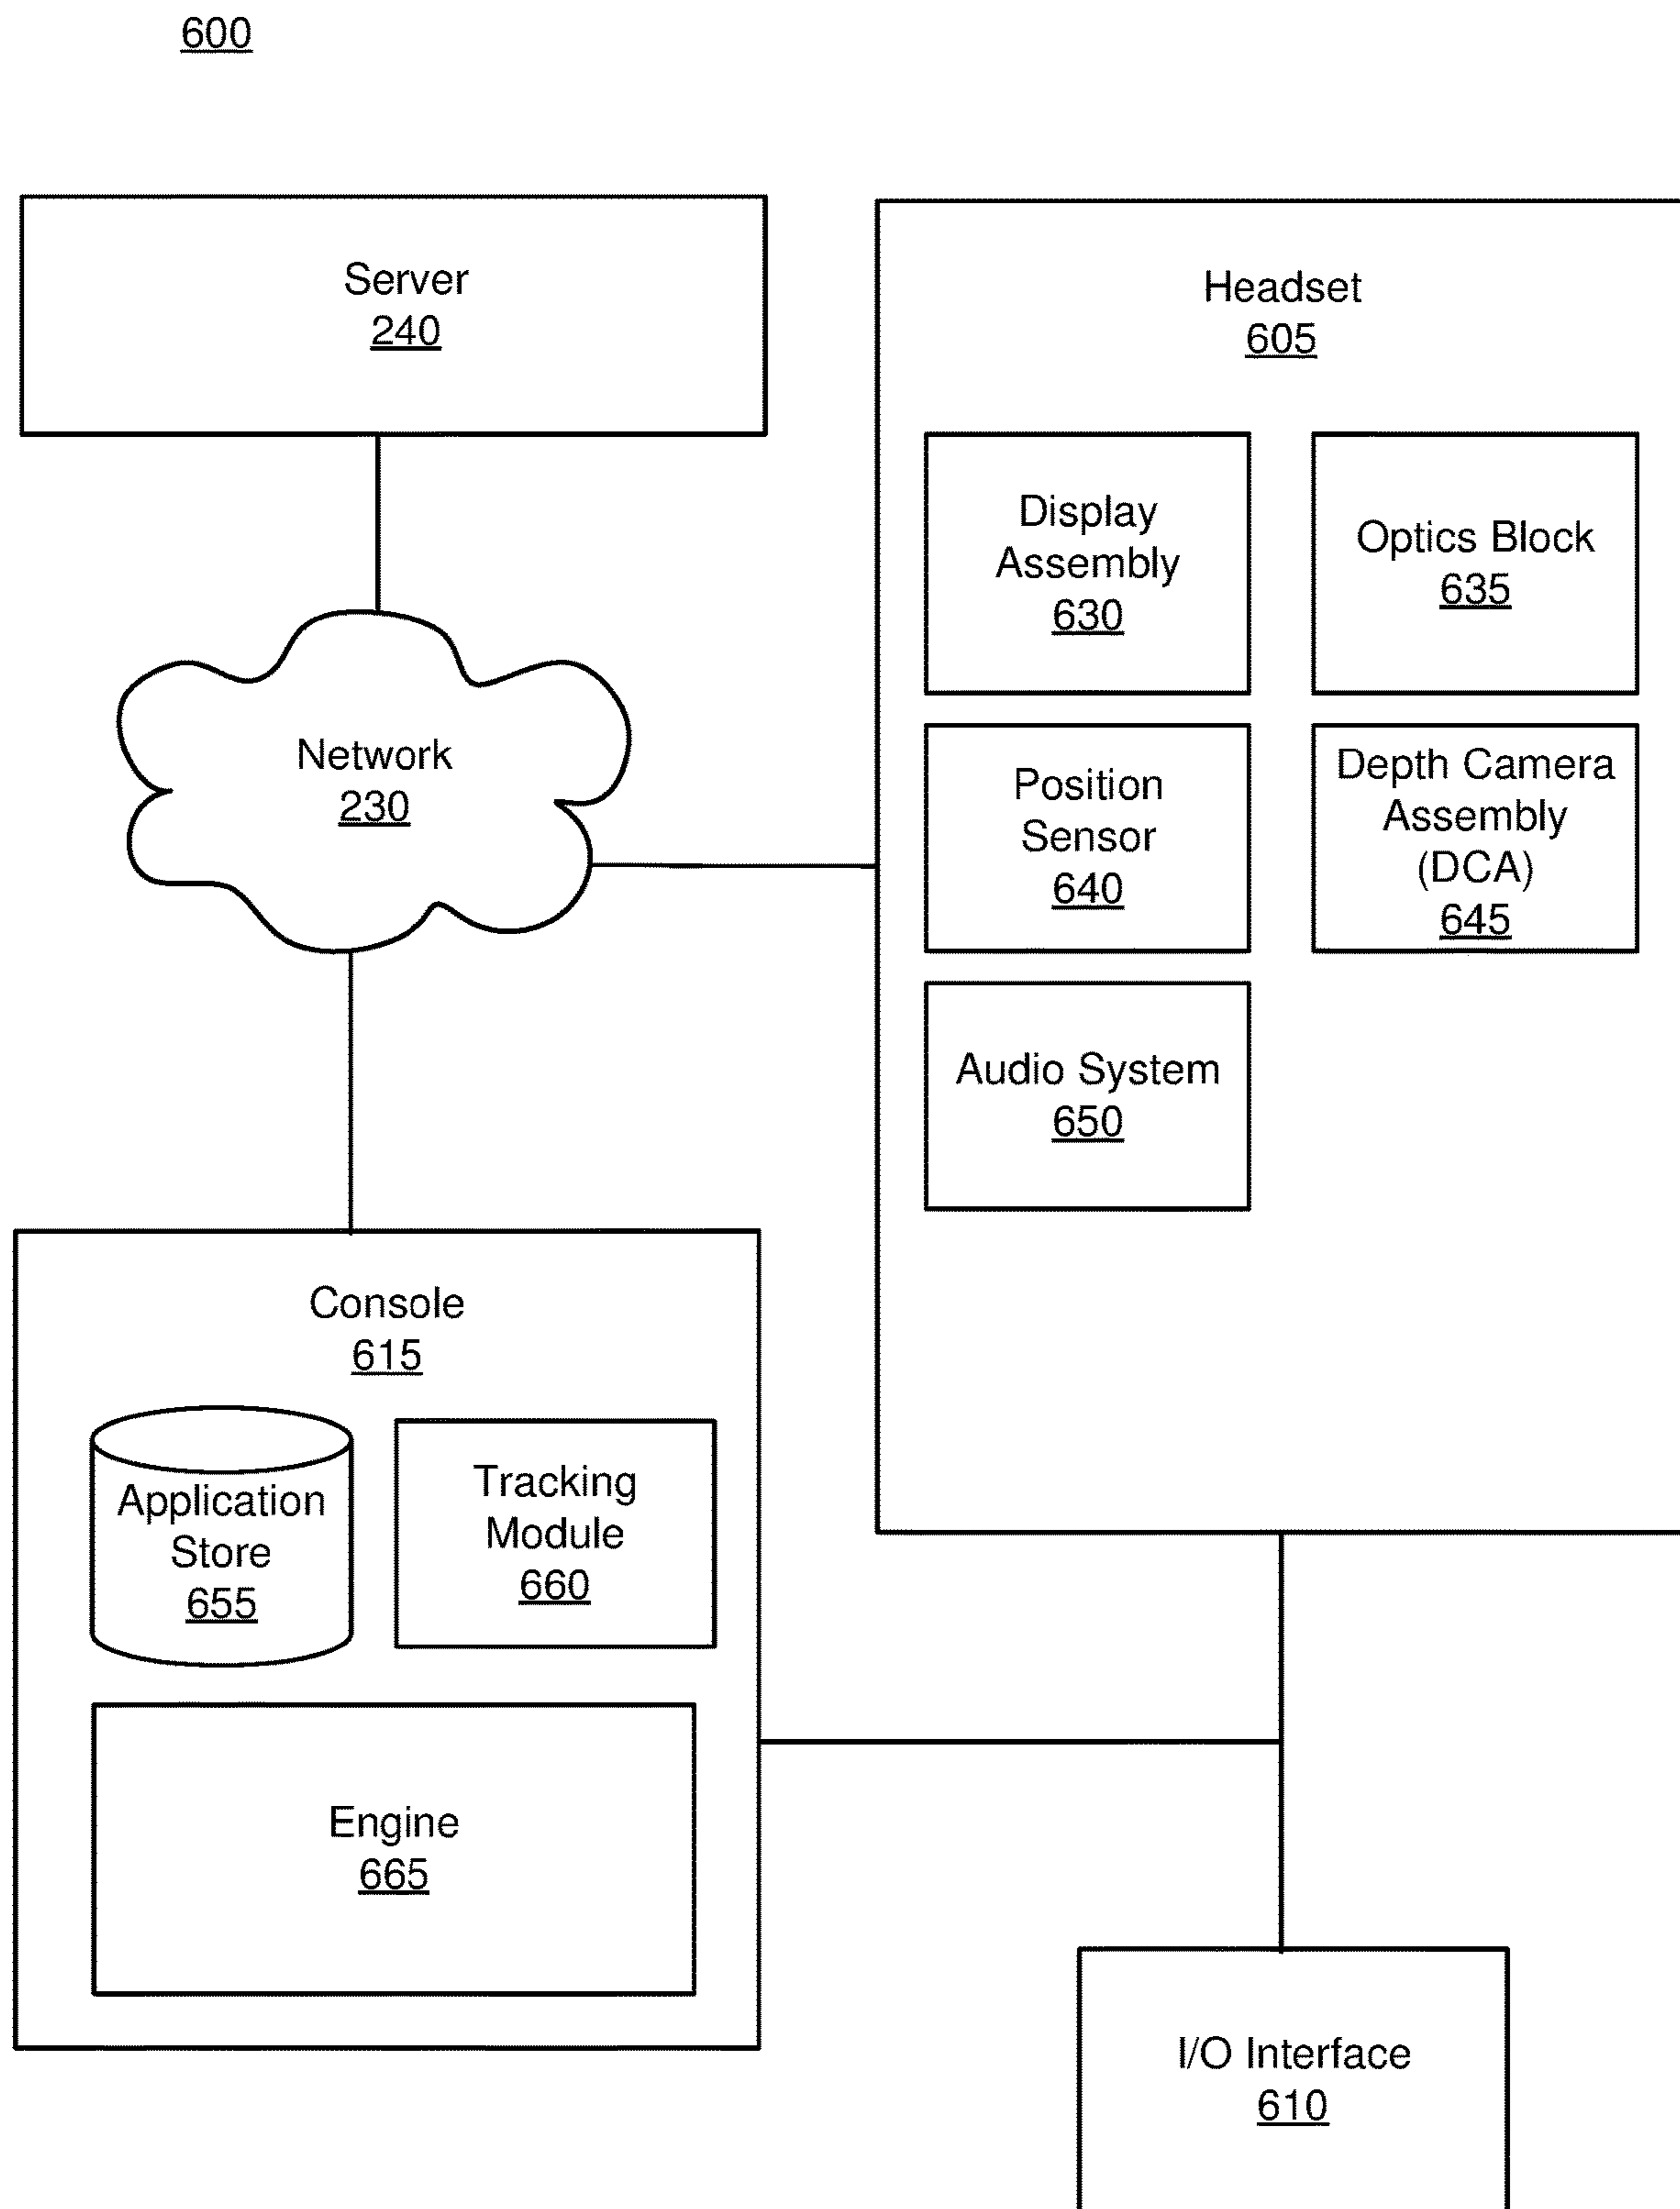 600
Server
240
Headset
605
Display
Assembly
630
Optics Block
635
Network
230
Position
Sensor
640
Depth Camera
Assembly
(DCA)
645
Audio System
650
Console
615
Application
Store
655
Tracking
Module
660
Engine
665
I/O Interface
610